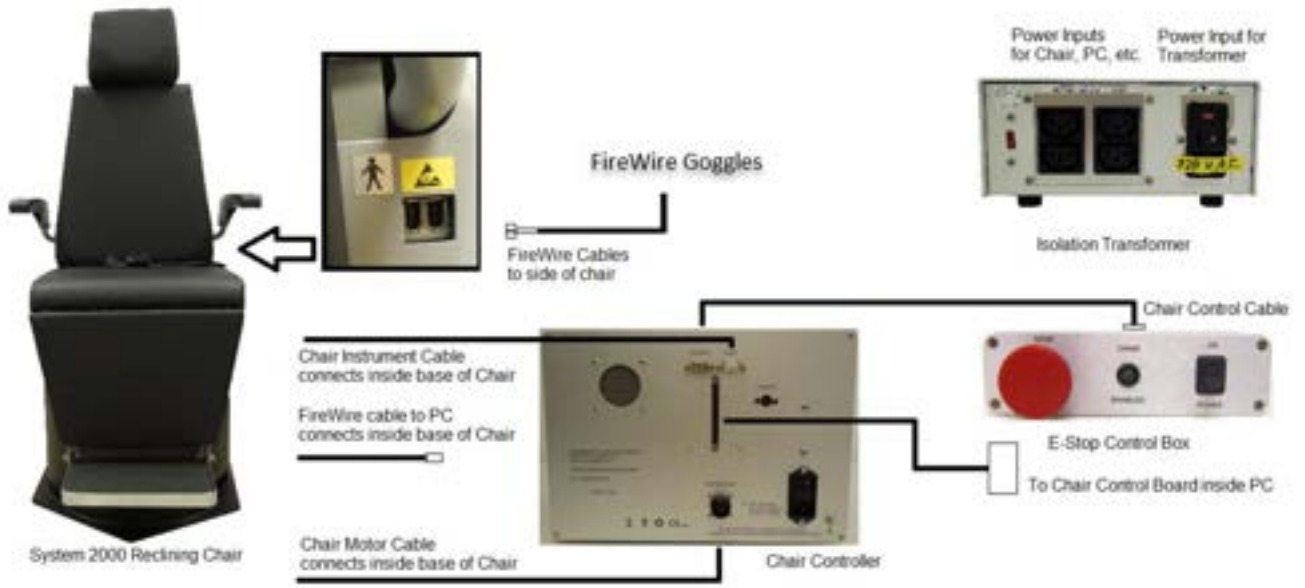 Power Inputs
for Chair, PC, etc.
Power Input for
Transformer
FireWire Goggles
FireWire Cables
to side of chair
Isolation Transformer
Chair Control Cable
Chair Instrument Cable
connects inside base of Chair
FireWire cable to PC
connects inside base of Chair
E-Stop Control Box
To Chair Control Board inside PC
System 2000 Reclining Chair
Chair Motor Cable
connects inside base of Chair
Chair Controller